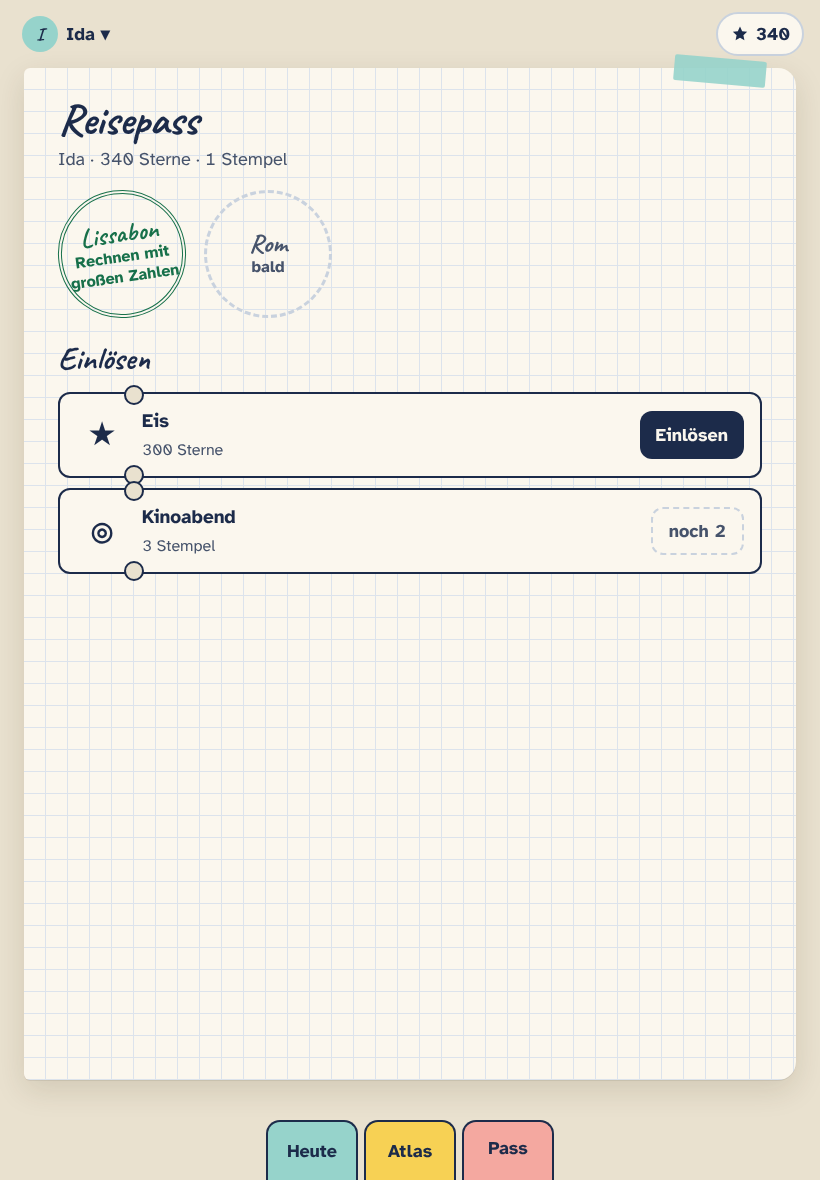 I Ida ▼
★ 340
Reisepass
Ida · 340 Sterne · 1 Stempel
Lissabon
Rechnen mit
großen Zahlen
Rom
bald
Einlösen
★ Eis
300 Sterne
Einlösen
◎ Kinoabend
3 Stempel
noch 2
Heute
Atlas
Pass